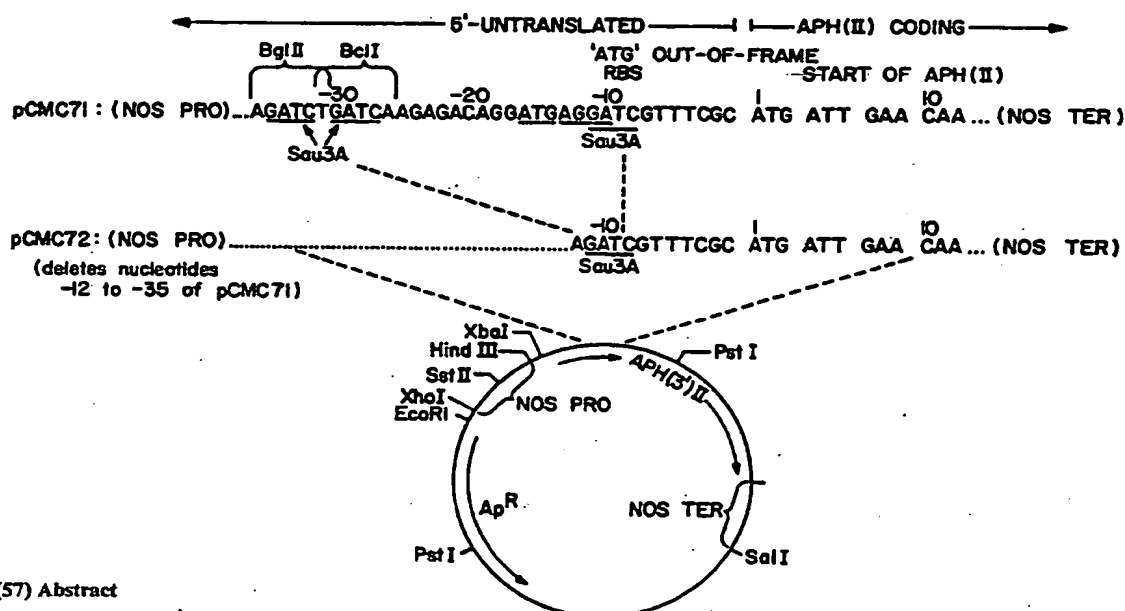 5'-UNTRANSLATED APH(II) CODING
BglII BclI 'ATG' OUT-OF-FRAME
RBS START OF APH(II)
-30 -20 -10 1 10
pCMC71: (NOS PRO)...AGATCTGATCAAGAGACAGGATGAGGATCGTTTCGC ATG ATT GAA CAA... (NOS TER)
Sau3A Sau3A
-10 1 10
pCMC72: (NOS PRO) AGATCGTTTCGC ATG ATT GAA CAA... (NOS TER)
(deletes nucleotides Sau3A
-12 to -35 of pCMC71)
XbaI
Hind III Pst I
SstII APH(3')II
XhoI NOS PRO
EcoRI
ApR NOS TER
PstI SalI
(57) Abstract